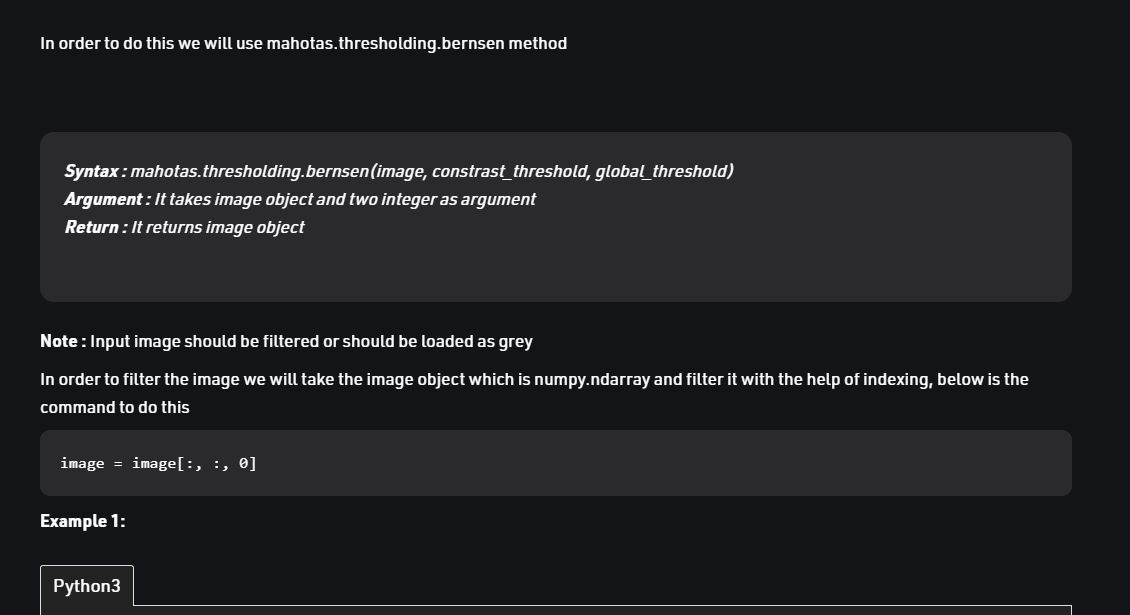 In order to do this we will use mahotas.thresholding.bernsen method
Syntax : mahotas.thresholding.bernsen(image, constrast_threshold, global_threshold)
Argument : It takes image object and two integer as argument
Return : It returns image object
Note : Input image should be filtered or should be loaded as grey
In order to filter the image we will take the image object which is numpy.ndarray and filter it with the help of indexing, below is the
command to do this
image = image[:, :, 0]
Example 1:
Python3